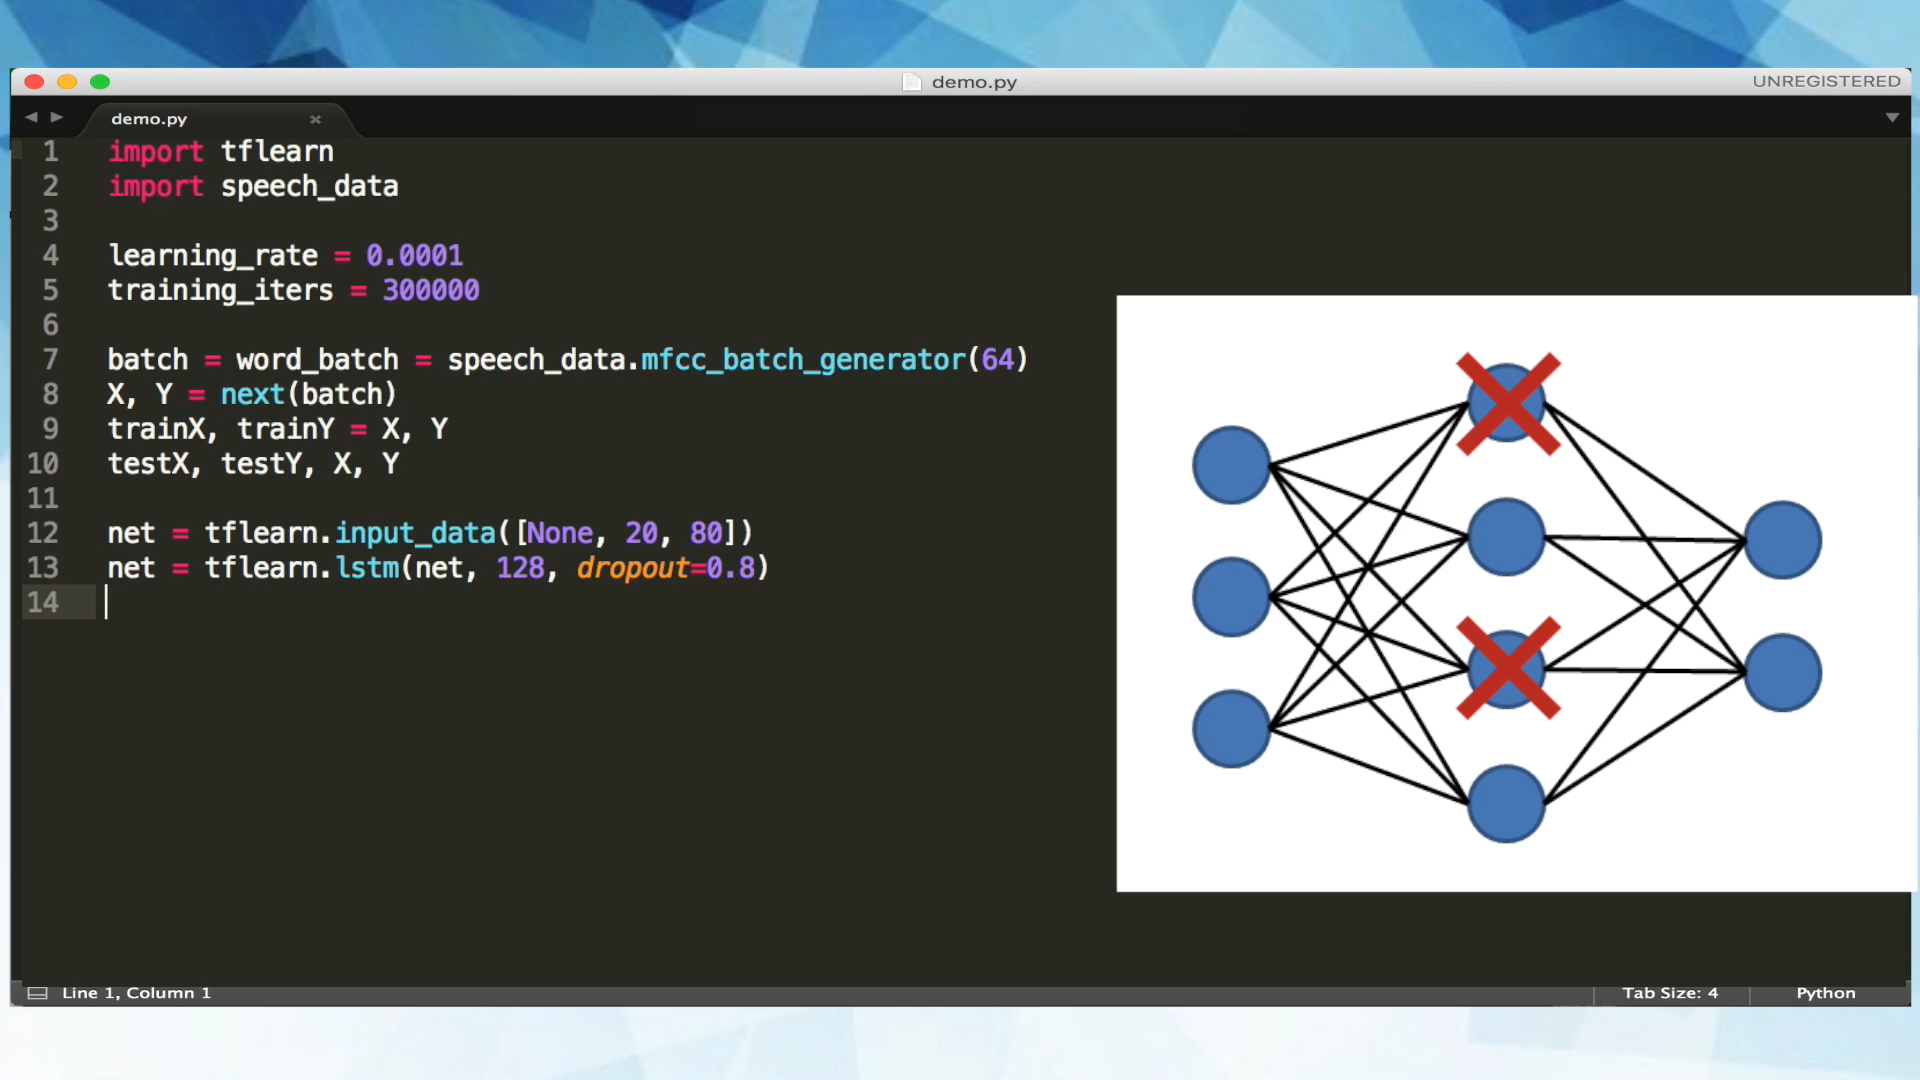 demo.py
UNREGISTERED
demo.py
1 import tflearn
2 import speech_data
3
4 learning_rate = 0.0001
5 training_iters = 300000
6
7 batch = word_batch = speech_data.mfcc_batch_generator(64)
8 X, Y = next(batch)
9 trainX, trainY = X, Y
10 testX, testY, X, Y
11
12 net = tflearn.input_data([None, 20, 80])
13 net = tflearn.lstm(net, 128, dropout=0.8)
14
Line 1, Column 1
Tab Size: 4
Python